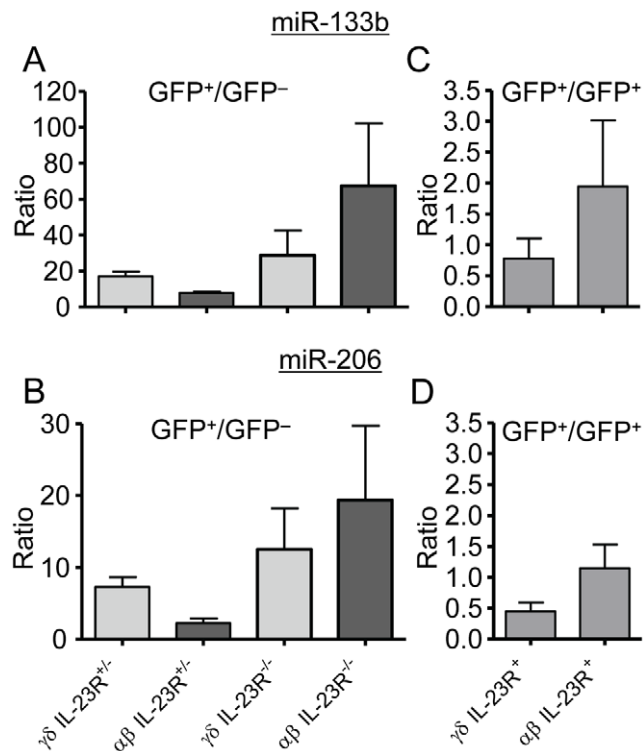 miR-133b
A
GFP⁺/GFP⁻
120
100
80
60
40
20
0
Ratio
C
GFP⁺/GFP⁺
3.5
3.0
2.5
2.0
1.5
1.0
0.5
0.0
Ratio
miR-206
B
GFP⁺/GFP⁻
30
20
10
0
Ratio
γδ IL-23R⁺/⁻
αβ IL-23R⁺/⁻
γδ IL-23R⁻/⁻
αβ IL-23R⁻/⁻
D
GFP⁺/GFP⁺
3.5
3.0
2.5
2.0
1.5
1.0
0.5
0.0
Ratio
γδ IL-23R⁺
αβ IL-23R⁺